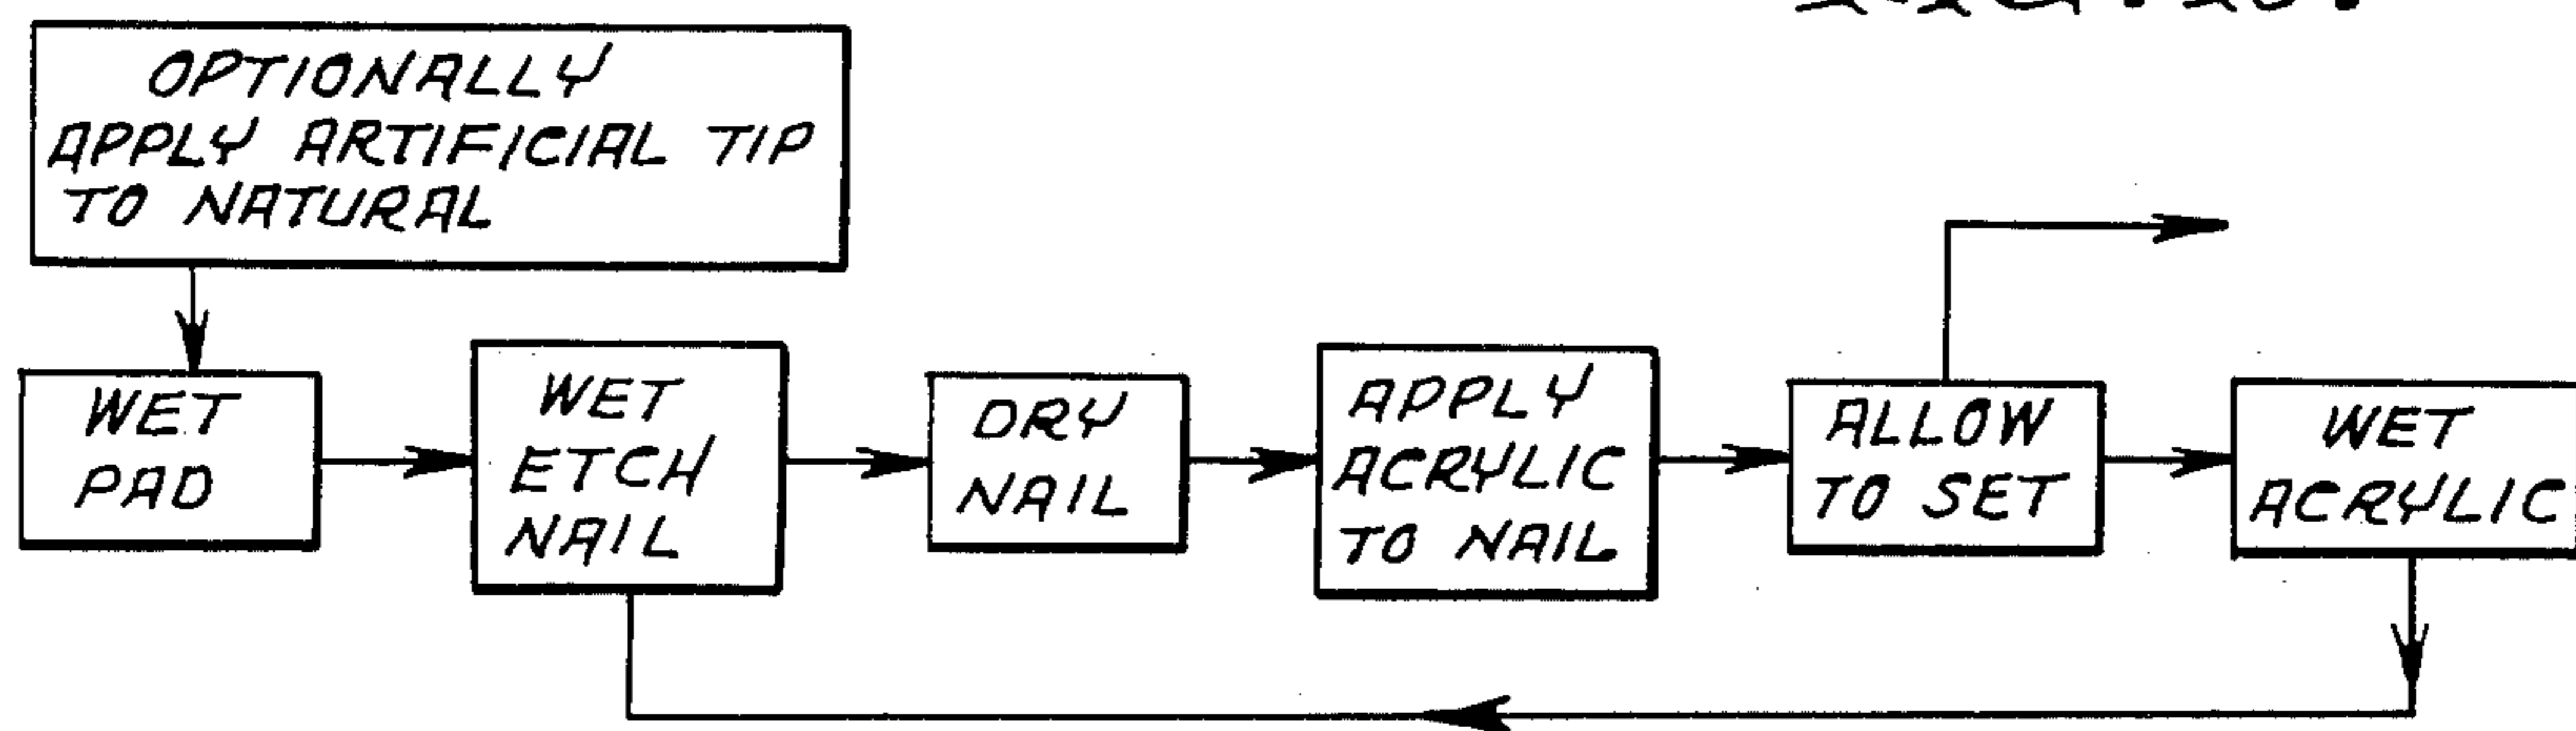 OPTIONALLY
APPLY ARTIFICIAL TIP
TO NATURAL
WET
PAD
WET
ETCH
NAIL
DRY
NAIL
APPLY
ACRYLIC
TO NAIL
ALLOW
TO SET
WET
ACRYLIC